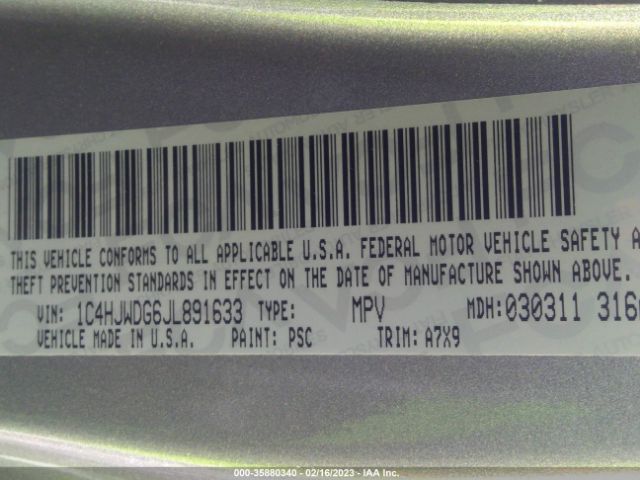 THIS VEHICLE CONFORMS TO ALL APPLICABLE U.S.A. FEDERAL MOTOR VEHICLE SAFETY A
THEFT PREVENTION STANDARDS IN EFFECT ON THE DATE OF MANUFACTURE SHOWN ABOVE.
VIN: 1C4HJWDG6JL891633 TYPE: MPV MDH:030311 316
VEHICLE MADE IN U.S.A. PAINT: PSC TRIM: A7X9
000-35880340 - 02/16/2023 - IAA Inc.